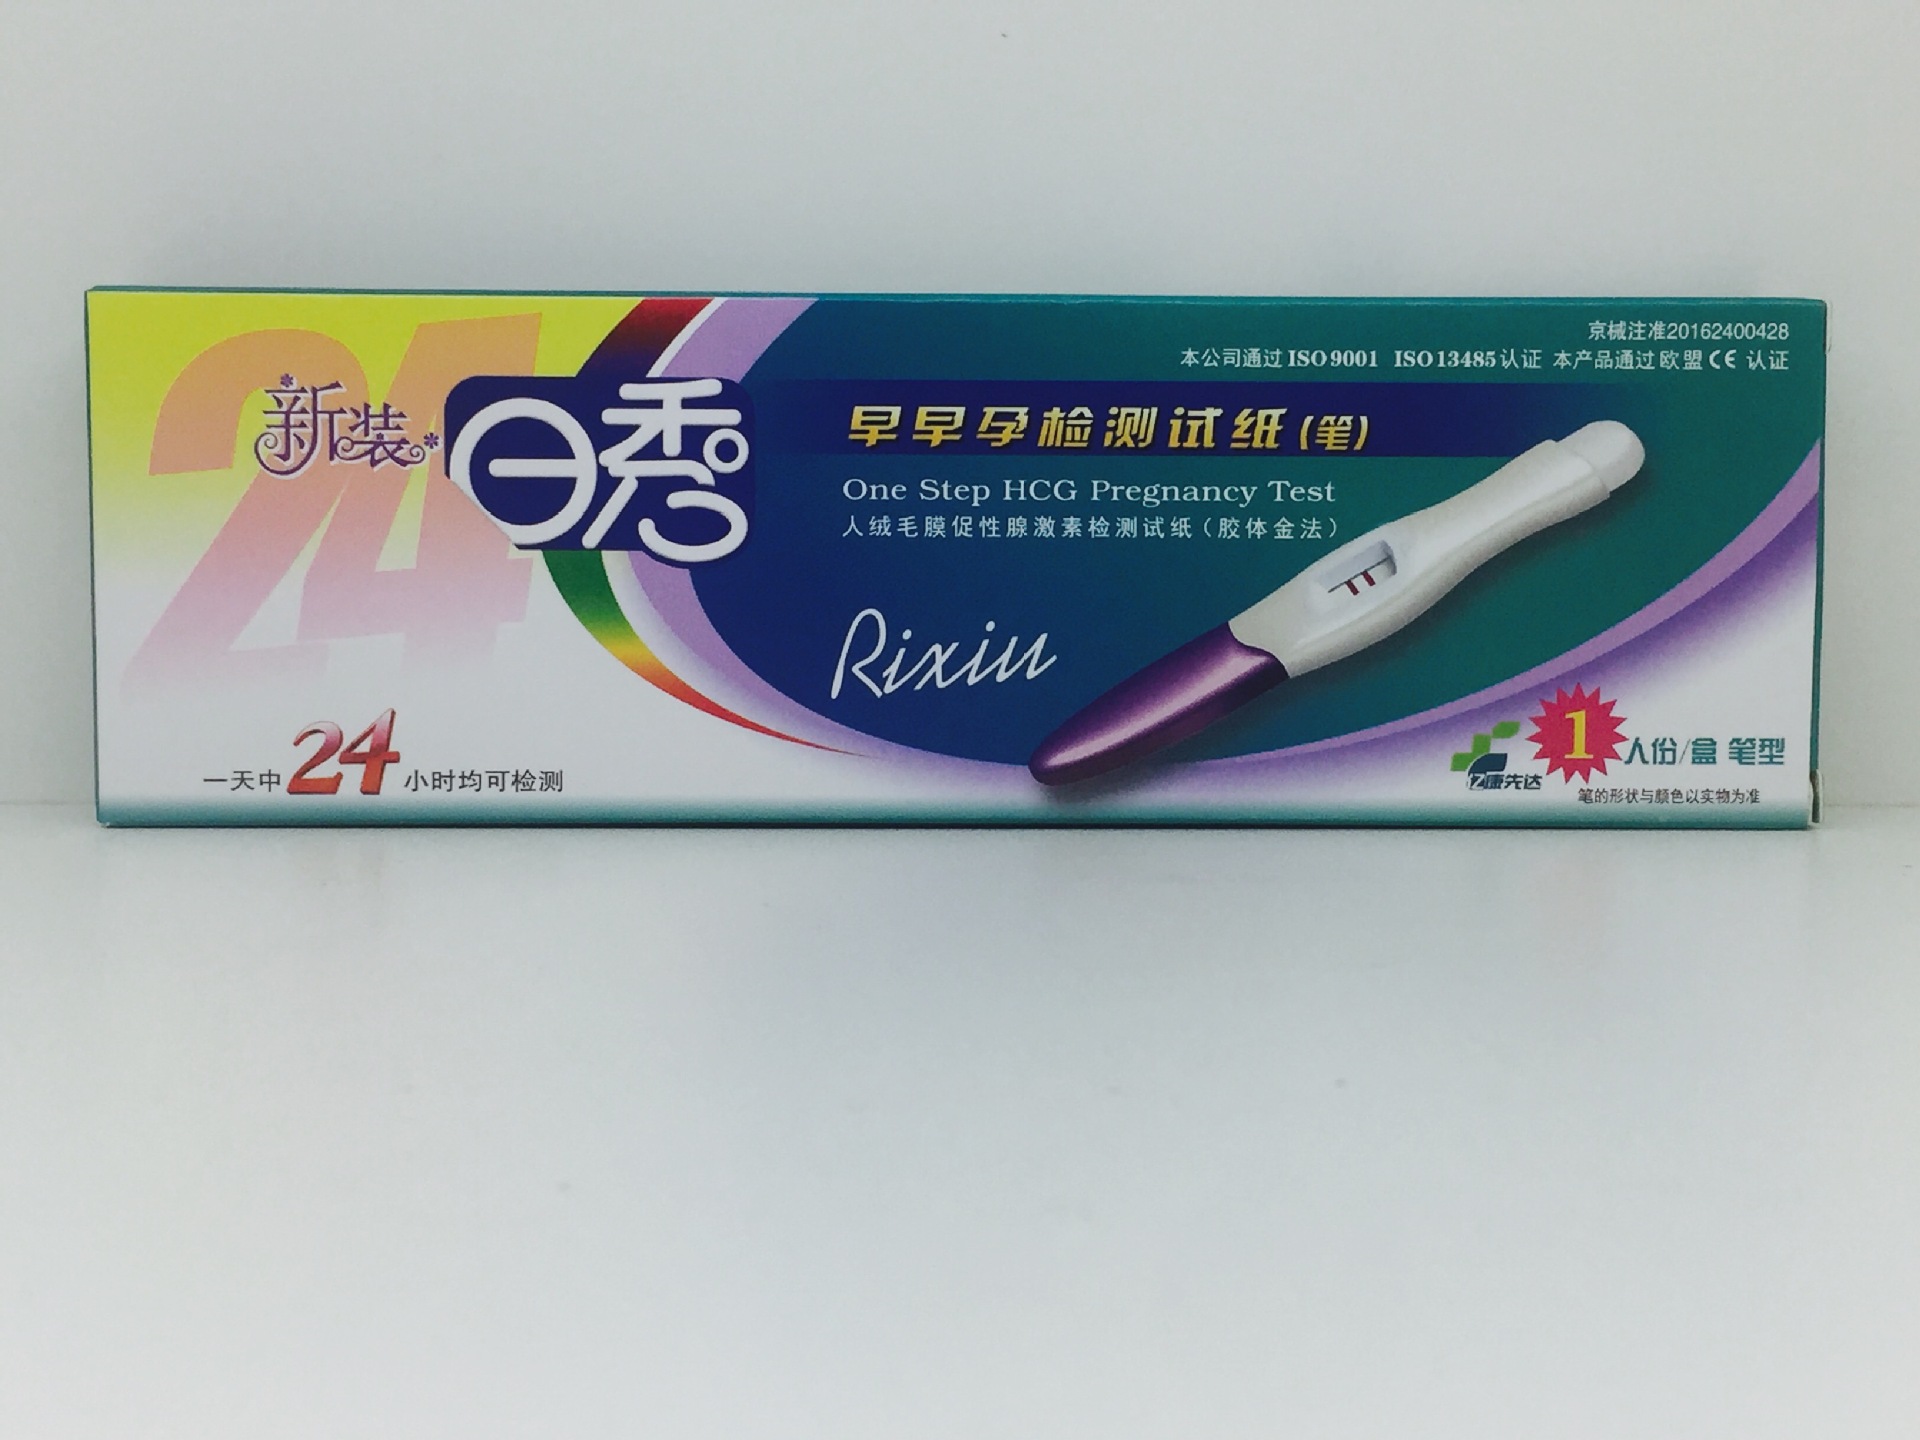 京械注准20162400428
本公司通过ISO9001 ISO13485认证 本产品通过欧盟CE认证
24
新装
日秀
早早孕检测试纸(笔)
One Step HCG Pregnancy Test
人绒毛膜促性腺激素检测试纸(胶体金法)
Rixiu
一天中24小时均可检测
亿康先达
1人份/盒 笔型
笔的形状与颜色以实物为准